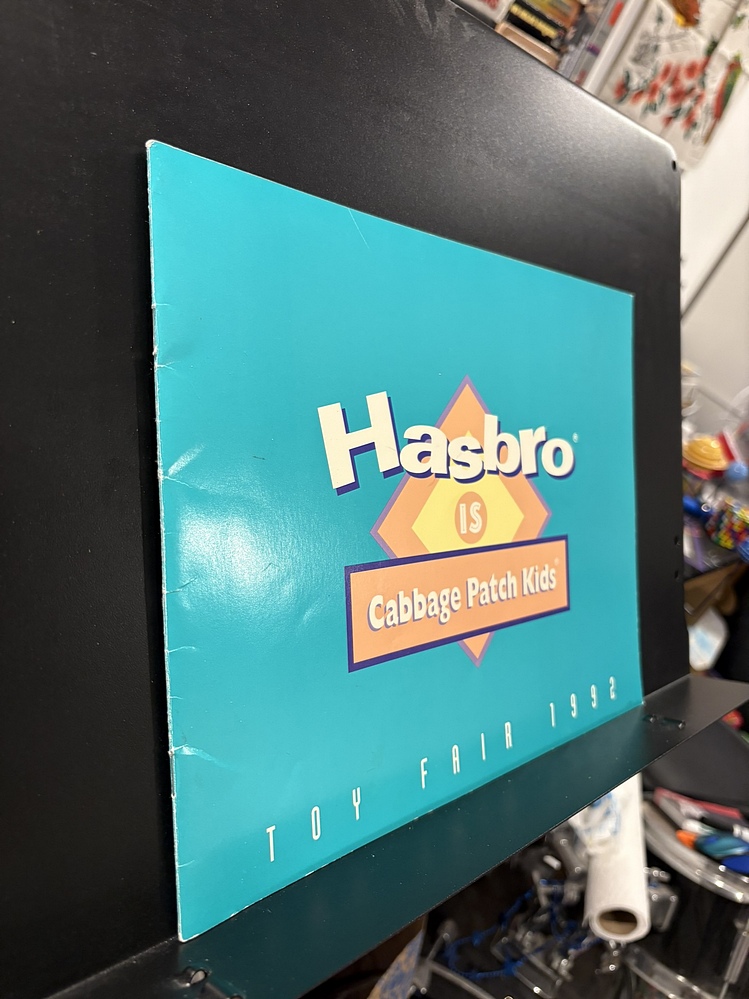 Hasbro®
IS
Cabbage Patch Kids®
TOY FAIR 1992